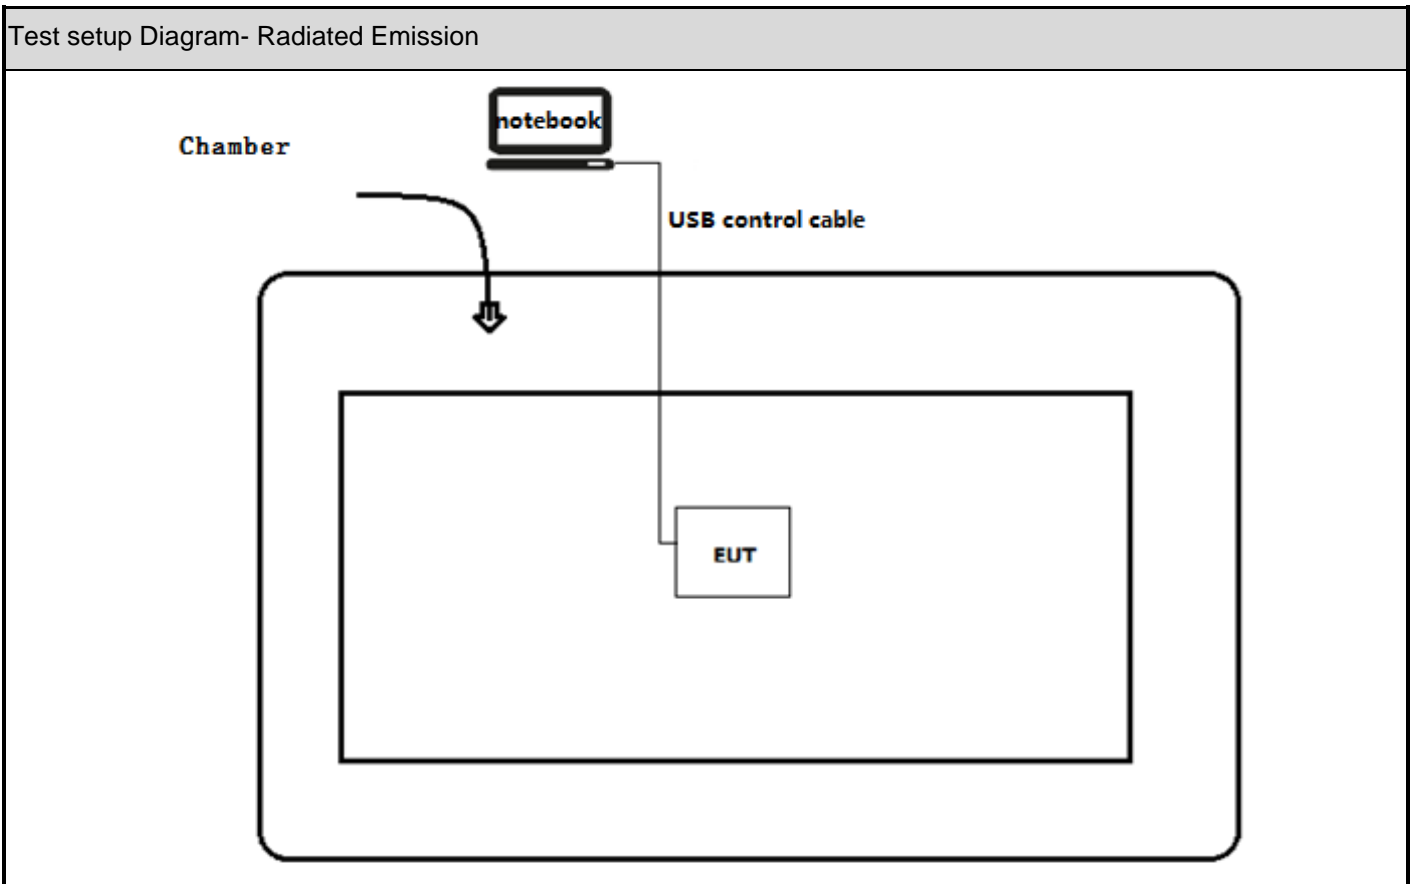 Test setup Diagram- Radiated Emission
notebook
Chamber
USB control cable
EUT